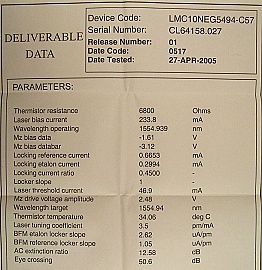 DELIVERABLE DATA
Device Code: LMC10NEG5494-C57
Serial Number: CL64158.027
Release Number: 01
Date Code: 0517
Date Tested: 27-APR-2005
PARAMETERS:
Thermistor resistance 6800 Ohms
Laser bias current 233.8 mA
Wavelength operating 1554.939 nm
Mz bias data -1.61 V
Mz bias databar -3.12 V
Locking reference current 0.6653 mA
Locking etalon current 0.2994 mA
Locking current ratio 0.4500 -
Locker slope 1 -
Laser threshold current 46.9 mA
Mz drive voltage amplitude 2.48 V
Wavelength target 1554.94 nm
Thermistor temperature 34.06 deg C
Laser tuning coefficient 3.5 pm/mA
BFM etalon locker slope 2.62 uA/pm
BFM reference locker slope 1.05 uA/pm
AC extinction ratio 12.58 dB
Eye crossing 50.6 dB